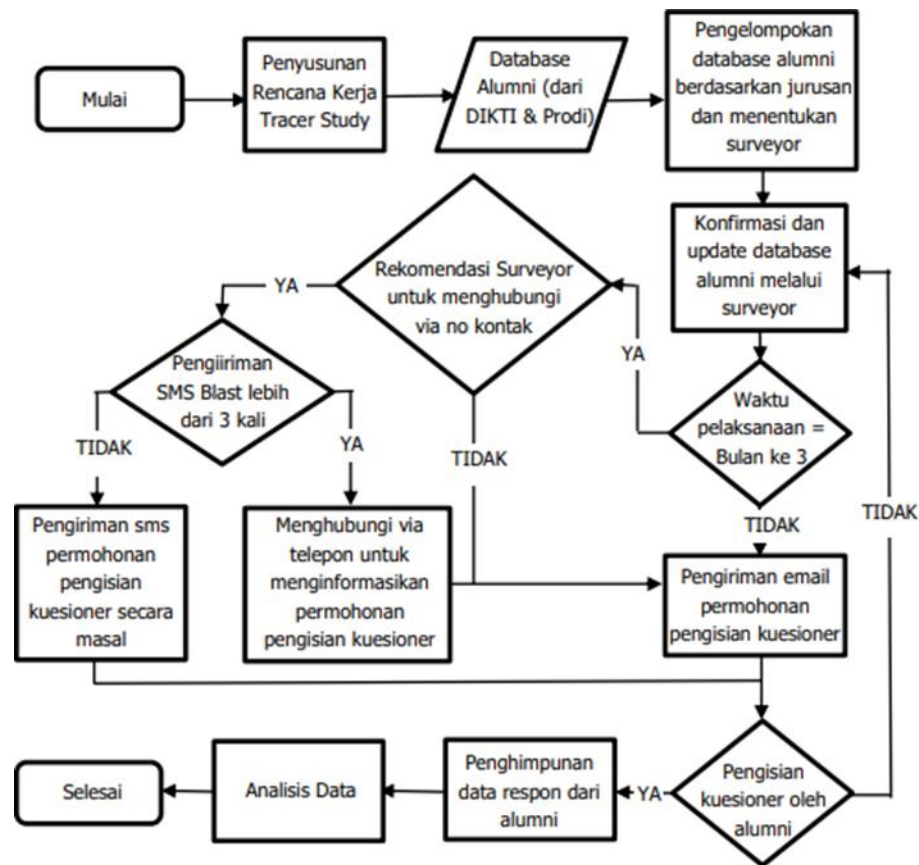 Mulai
Penyusunan
Rencana Kerja
Tracer Study
Database
Alumni (dari
DIKTI & Prodi)
Pengelompokan
database alumni
berdasarkan jurusan
dan menentukan
surveyor
Konfirmasi dan
update database
alumni melalui
surveyor
Rekomendasi Surveyor
untuk menghubungi
via no kontak
YA
YA
Pengiiriman
SMS Blast lebih
dari 3 kali
Waktu
pelaksanaan =
Bulan ke 3
TIDAK
YA
TIDAK
TIDAK
TIDAK
Pengiriman sms
permohonan
pengisian
kuesioner secara
masal
Menghubungi via
telepon untuk
menginformasikan
permohonan
pengisian kuesioner
Pengiriman email
permohonan
pengisian kuesioner
Selesai
Analisis Data
Penghimpunan
data respon dari
alumni
YA
Pengisian
kuesioner oleh
alumni